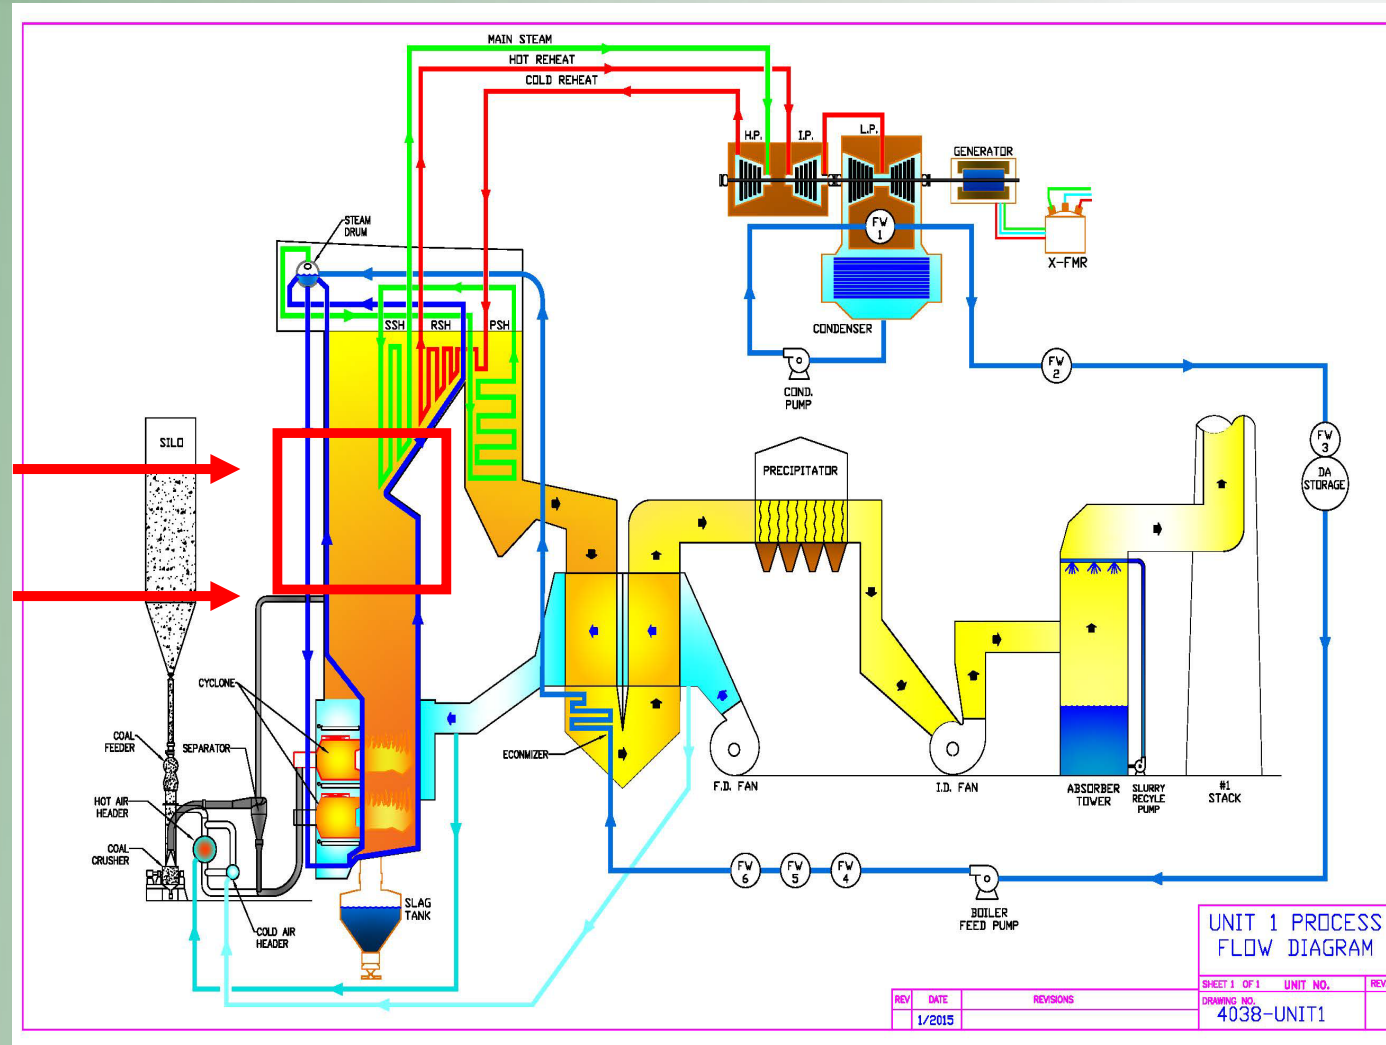 MAIN STEAM
HOT REHEAT
COLD REHEAT
H.P.
I.P.
L.P.
GENERATOR
STEAM
DRUM
FW
1
X-FMR
SSH
RSH
PSH
CONDENSER
FW
2
COND.
PUMP
SILO
PRECIPITATOR
FW
3
DA
STORAGE
CYCLONE
COAL
FEEDER
SEPARATOR
ECONMIZER
HOT AIR
HEADER
F.D. FAN
I.D. FAN
ABSORBER
TOWER
SLURRY
RECYLE
PUMP
#1
STACK
COAL
CRUSHER
FW
6
FW
5
FW
4
SLAG
TANK
BOILER
FEED PUMP
COLD AIR
HEADER
UNIT 1 PROCESS
FLOW DIAGRAM
SHEET 1 OF 1 UNIT NO. REV
DRAWING NO.
4038-UNIT1
REV DATE REVISIONS
1/2015